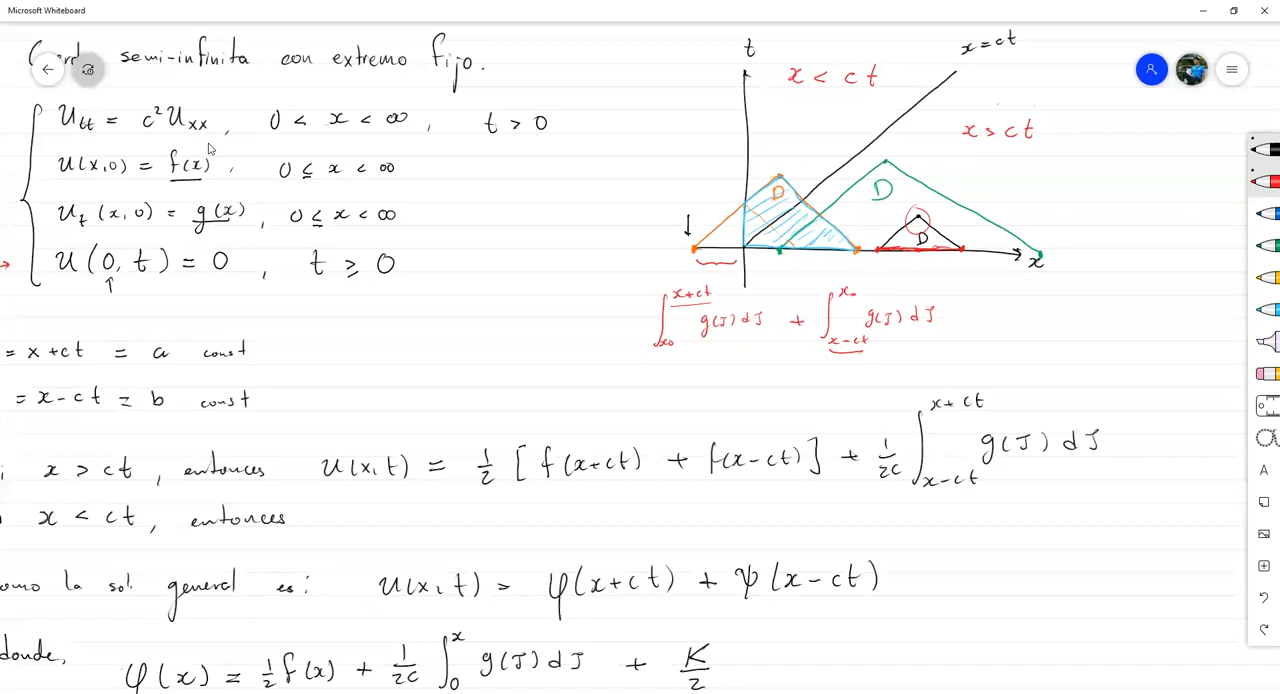 Microsoft Whiteboard
semi-infinita con extremo fijo.
U_tt = c²U_xx , 0 < x < ∞ , t > 0
U(x,0) = f(x) , 0 ≤ x < ∞
U_t (x,0) = g(x) , 0 ≤ x < ∞
U(0,t) = 0 , t ≥ 0
t
x = ct
x < ct
x > ct
D
D
D
x
∫_{x₀}^{x+ct} g(J) dJ + ∫_{x-ct}^{x₀} g(J) dJ
= x + ct = a const
= x - ct = b const
x > ct , entonces U(x,t) = 1/2 [ f(x+ct) + f(x-ct) ] + 1/2c ∫_{x-ct}^{x+ct} g(J) dJ
x < ct , entonces
omo la sol general es: U(x,t) = φ(x+ct) + ψ(x-ct)
donde, φ(x) = 1/2 f(x) + 1/2c ∫_0^x g(J) dJ + K/2
A